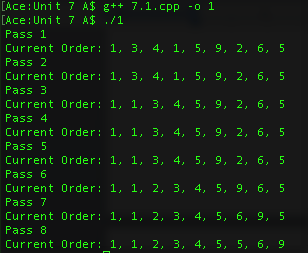 [Ace:Unit 7 A$ g++ 7.1.cpp -o 1
[Ace:Unit 7 A$ ./1
Pass 1
Current Order: 1, 3, 4, 1, 5, 9, 2, 6, 5
Pass 2
Current Order: 1, 3, 4, 1, 5, 9, 2, 6, 5
Pass 3
Current Order: 1, 1, 3, 4, 5, 9, 2, 6, 5
Pass 4
Current Order: 1, 1, 3, 4, 5, 9, 2, 6, 5
Pass 5
Current Order: 1, 1, 3, 4, 5, 9, 2, 6, 5
Pass 6
Current Order: 1, 1, 2, 3, 4, 5, 9, 6, 5
Pass 7
Current Order: 1, 1, 2, 3, 4, 5, 6, 9, 5
Pass 8
Current Order: 1, 1, 2, 3, 4, 5, 5, 6, 9